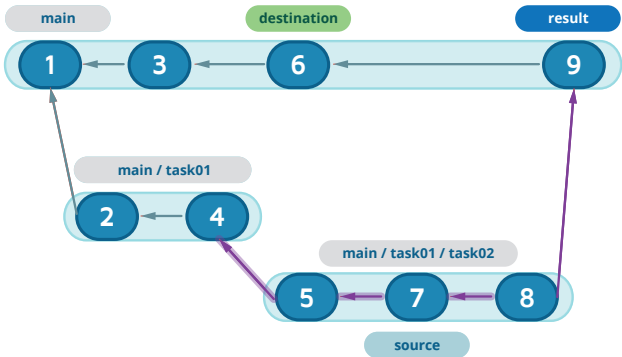 main
destination
result
1
3
6
9
main / task01
2
4
main / task01 / task02
5
7
8
source